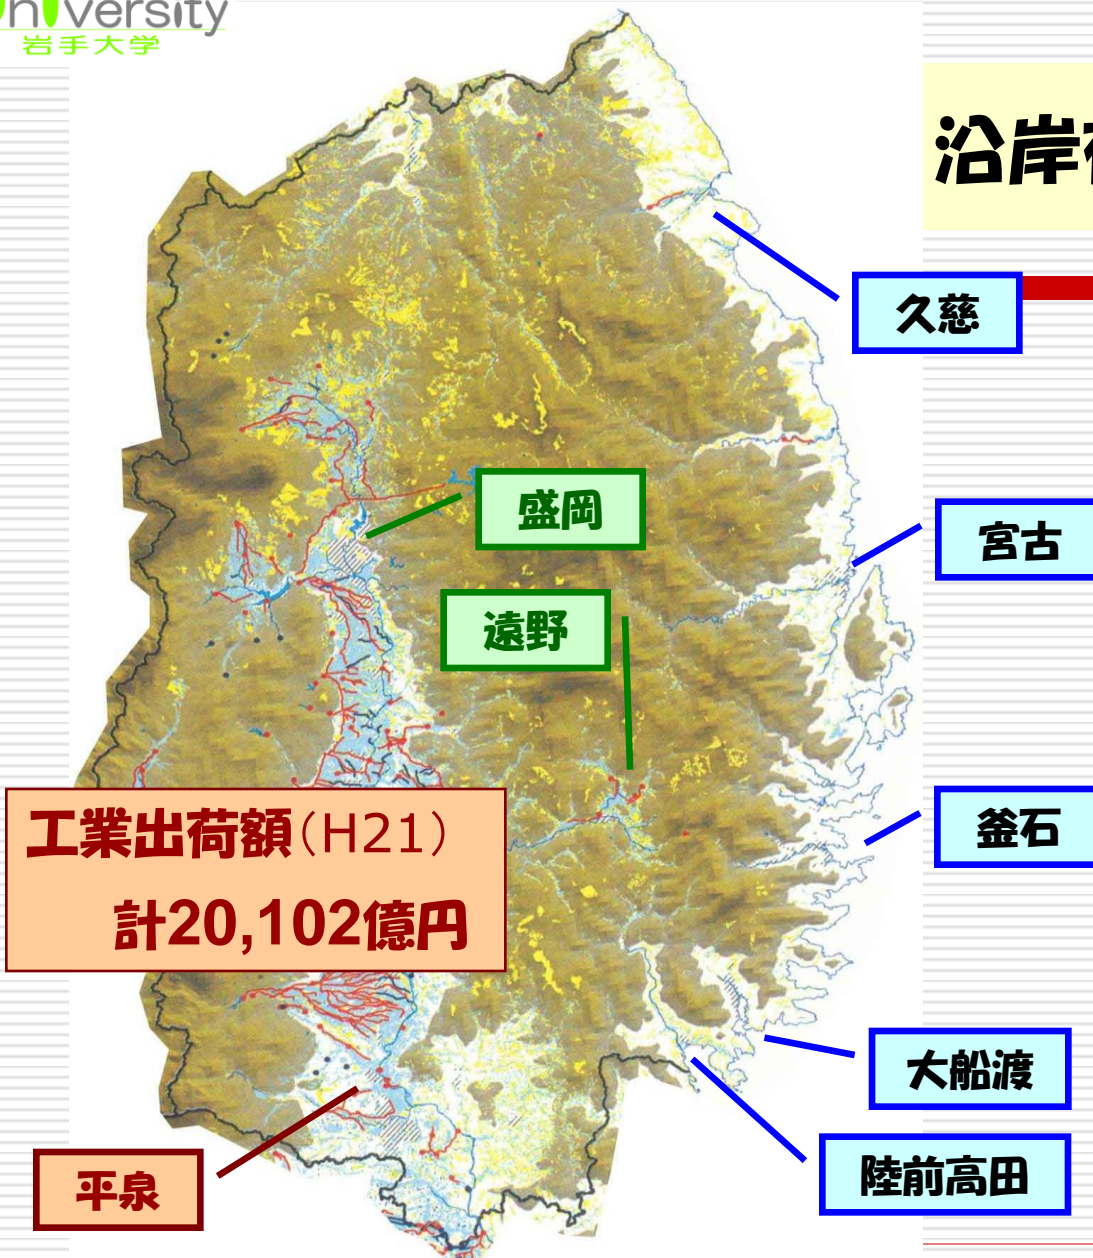 University
岩手大学
沿岸
久慈
盛岡
宮古
遠野
工業出荷額(H21)
計20,102億円
釜石
大船渡
陸前高田
平泉